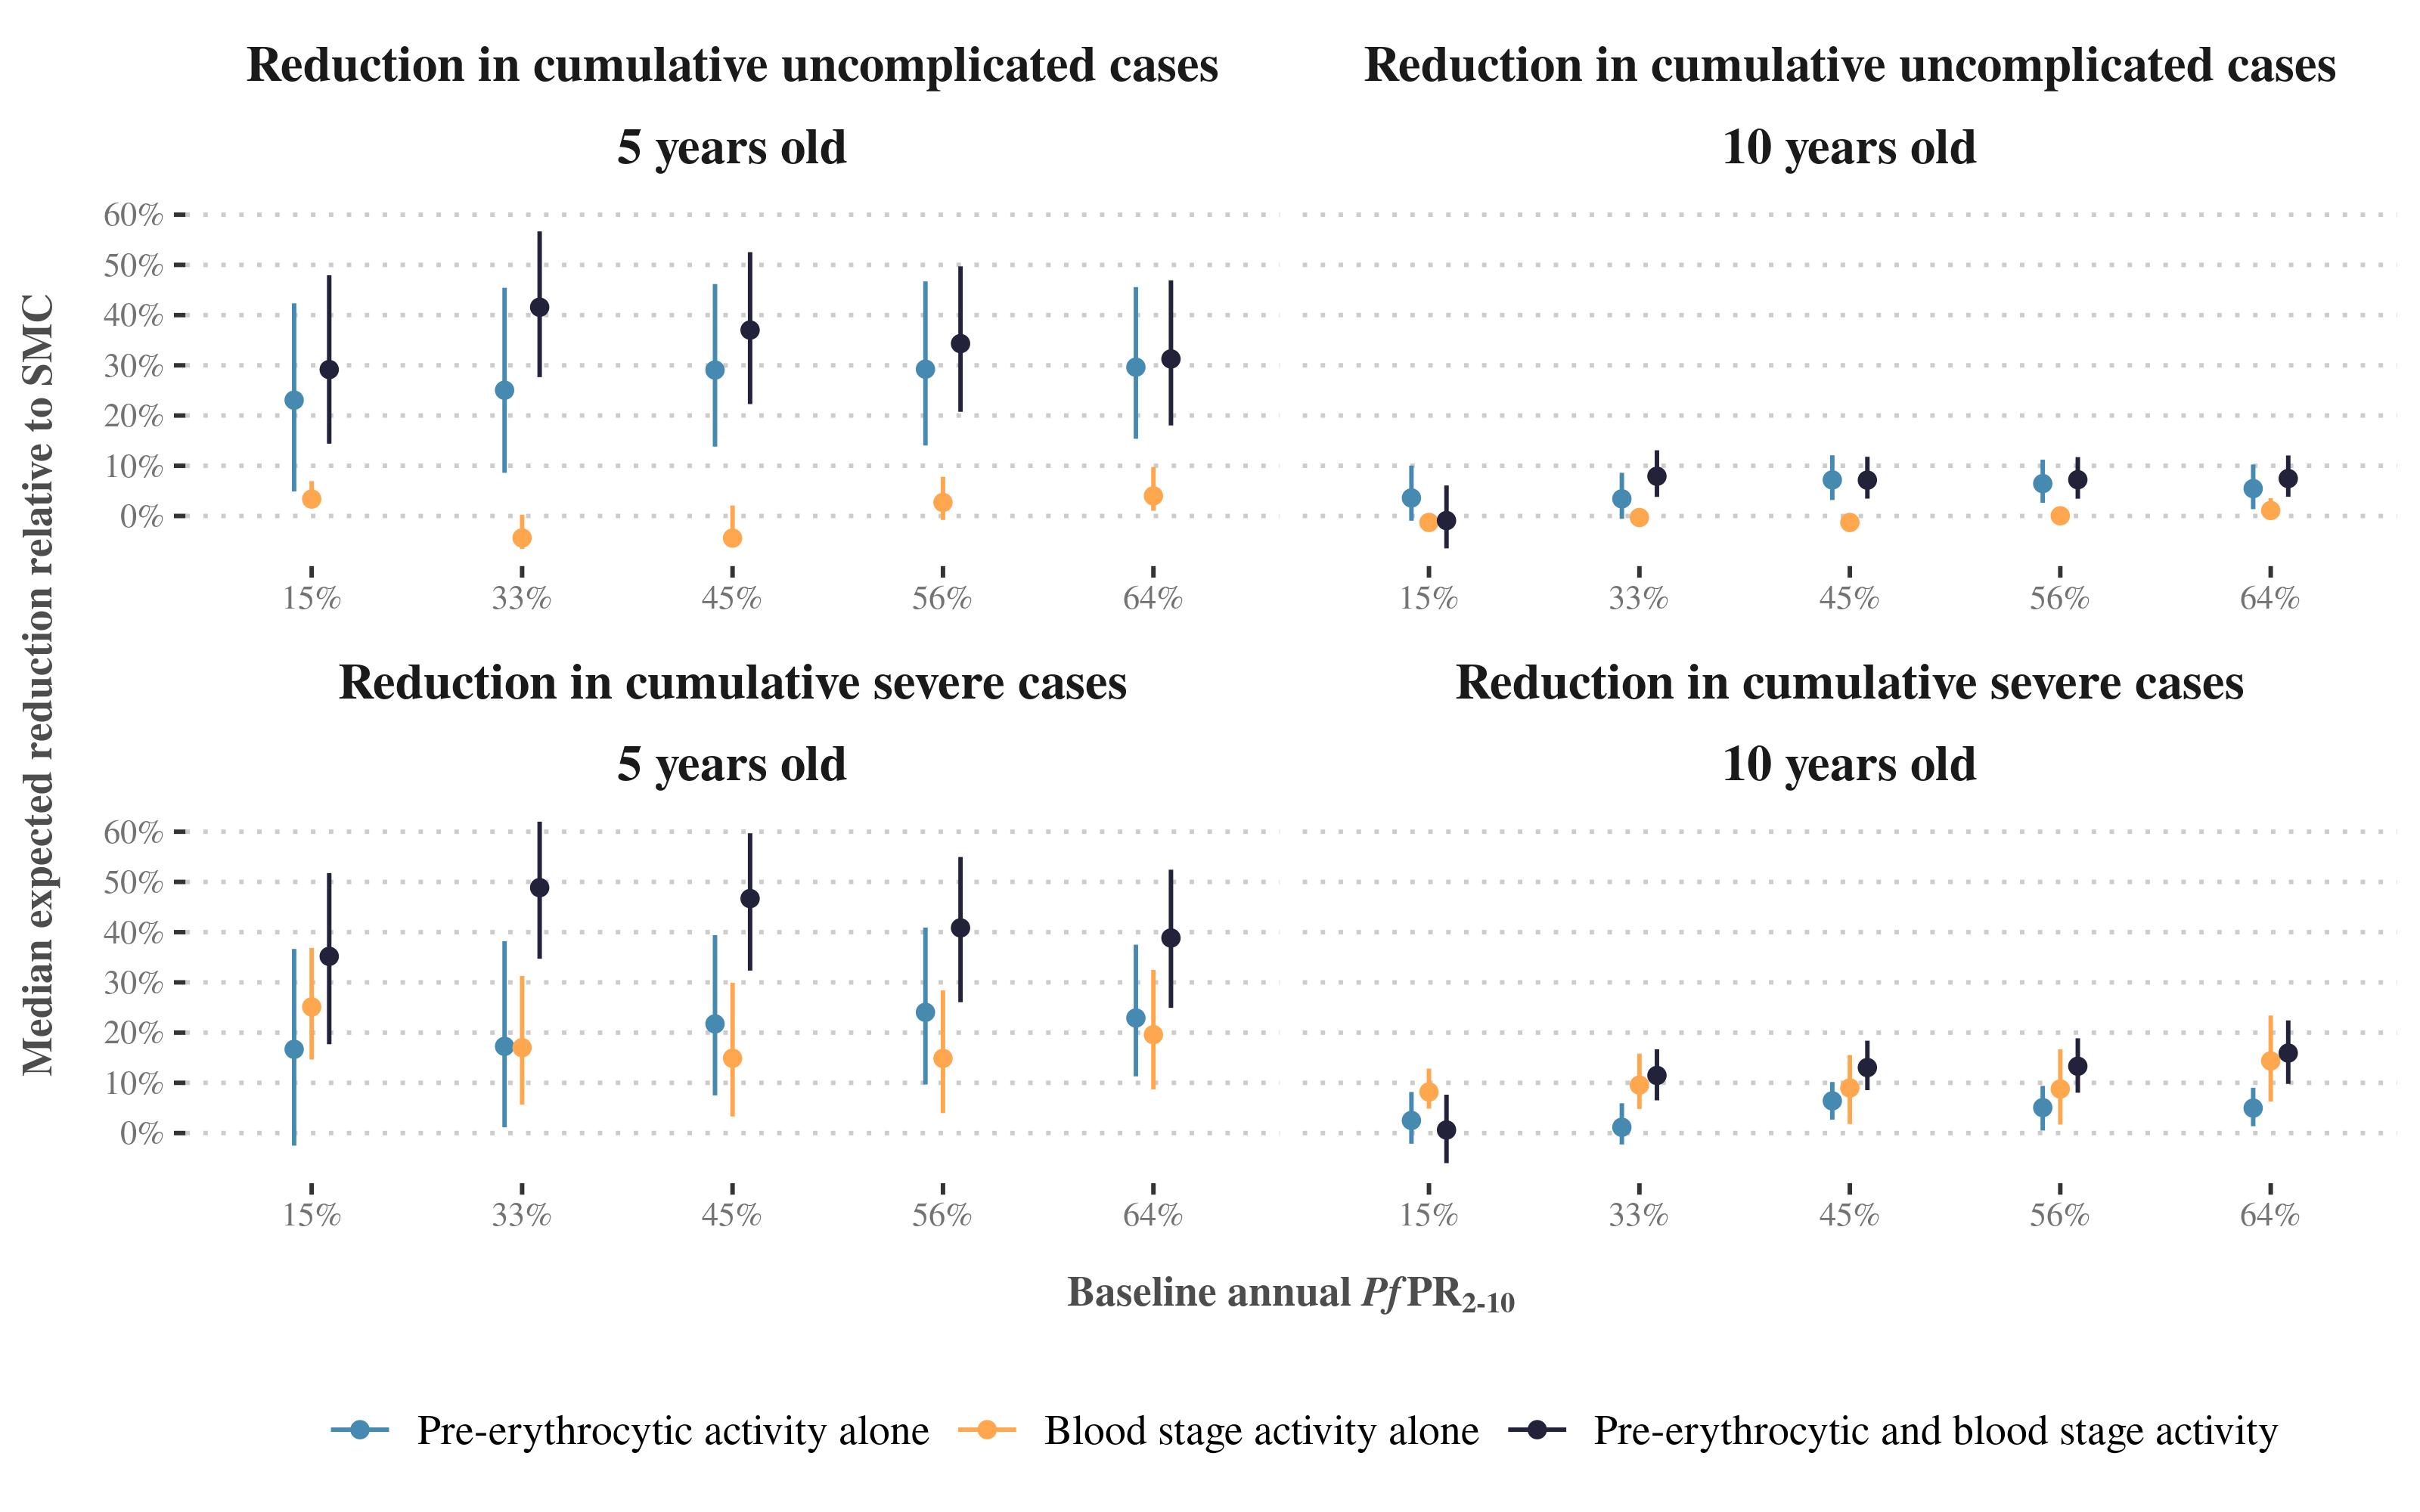 Reduction in cumulative uncomplicated cases
5 years old
Reduction in cumulative uncomplicated cases
10 years old
Median expected reduction relative to SMC
60%
50%
40%
30%
20%
10%
0%
15% 33% 45% 56% 64%
15% 33% 45% 56% 64%
Reduction in cumulative severe cases
5 years old
Reduction in cumulative severe cases
10 years old
60%
50%
40%
30%
20%
10%
0%
15% 33% 45% 56% 64%
15% 33% 45% 56% 64%
Baseline annual PfPR2-10
Pre-erythrocytic activity alone
Blood stage activity alone
Pre-erythrocytic and blood stage activity